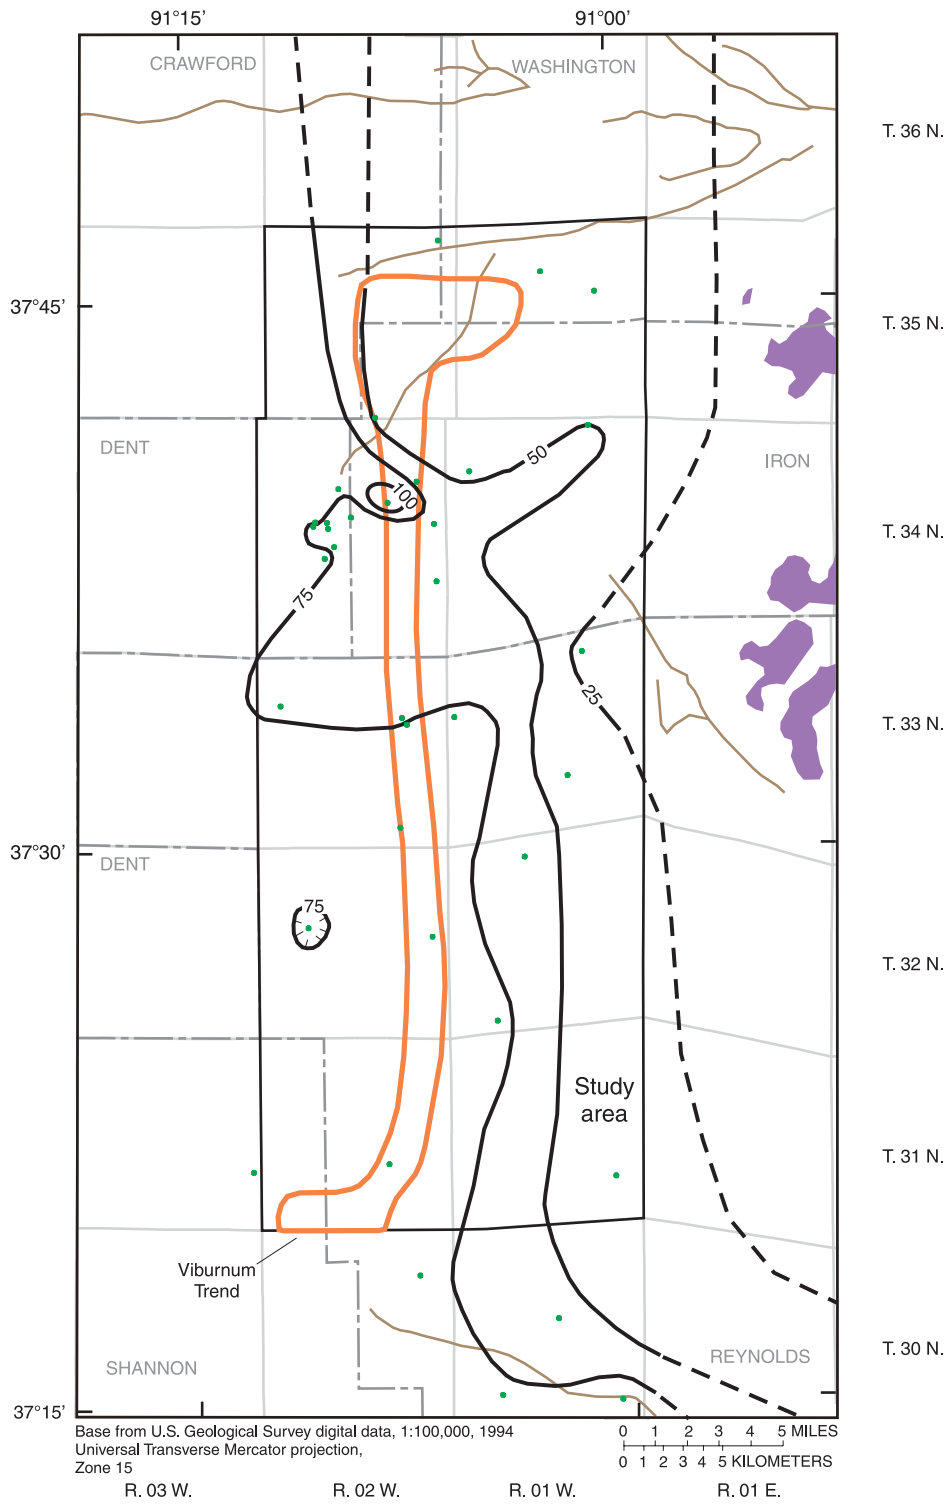 91°15'
91°00'
CRAWFORD
WASHINGTON
T. 36 N.
37°45'
T. 35 N.
DENT
50
IRON
100
T. 34 N.
75
25
T. 33 N.
37°30'
DENT
75
T. 32 N.
Study
area
T. 31 N.
Viburnum
Trend
SHANNON
REYNOLDS
T. 30 N.
37°15'
Base from U.S. Geological Survey digital data, 1:100,000, 1994
Universal Transverse Mercator projection,
Zone 15
0 1 2 3 4 5 MILES
0 1 2 3 4 5 KILOMETERS
R. 03 W.
R. 02 W.
R. 01 W.
R. 01 E.